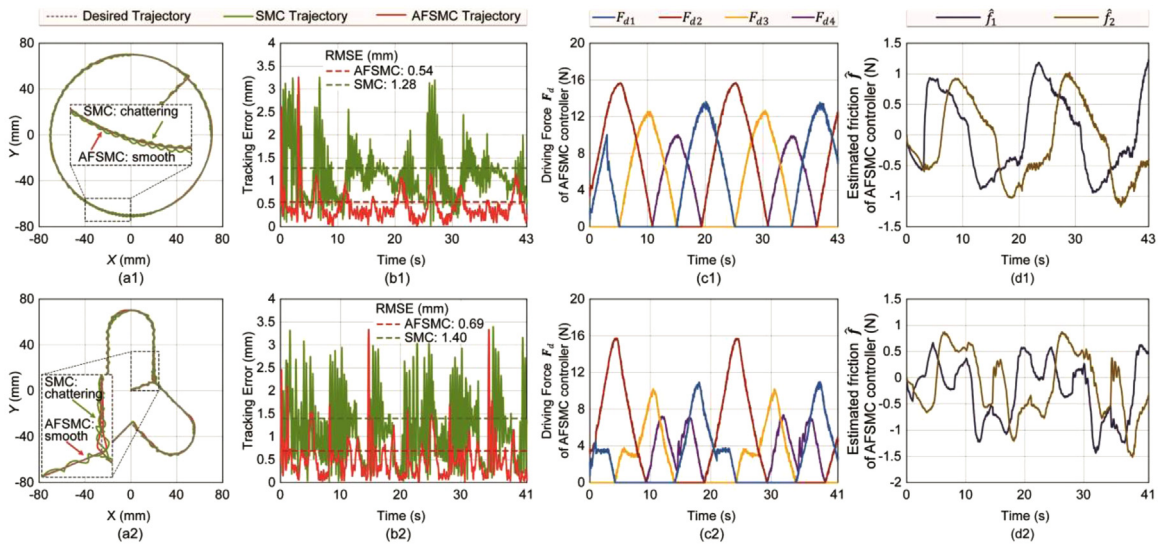 Desired Trajectory SMC Trajectory AFSMC Trajectory
F_{d1} F_{d2} F_{d3} F_{d4}
f̂_1 f̂_2
Y (mm)
80
40
0
-40
-80
-80 -40 0 40 80
X (mm)
(a1)
SMC: chattering
AFSMC: smooth
Tracking Error (mm)
4
3.5
3
2.5
2
1.5
1
0.5
0
0 10 20 30 43
Time (s)
(b1)
RMSE (mm)
AFSMC: 0.54
SMC: 1.28
Driving Force F_d
of AFSMC controller (N)
20
16
12
8
4
0
0 10 20 30 43
Time (s)
(c1)
Estimated friction f̂
of AFSMC controller (N)
1.5
1
0.5
0
-0.5
-1
-1.5
0 10 20 30 43
Time (s)
(d1)
Y (mm)
80
40
0
-40
-80
-80 -40 0 40 80
X (mm)
(a2)
SMC:
chattering
AFSMC:
smooth
Tracking Error (mm)
4
3.5
3
2.5
2
1.5
1
0.5
0
0 10 20 30 41
Time (s)
(b2)
RMSE (mm)
AFSMC: 0.69
SMC: 1.40
Driving Force F_d
of AFSMC controller (N)
20
16
12
8
4
0
0 10 20 30 41
Time (s)
(c2)
Estimated friction f̂
of AFSMC controller (N)
2
1.5
1
0.5
0
-0.5
-1
-1.5
-2
0 10 20 30 41
Time (s)
(d2)